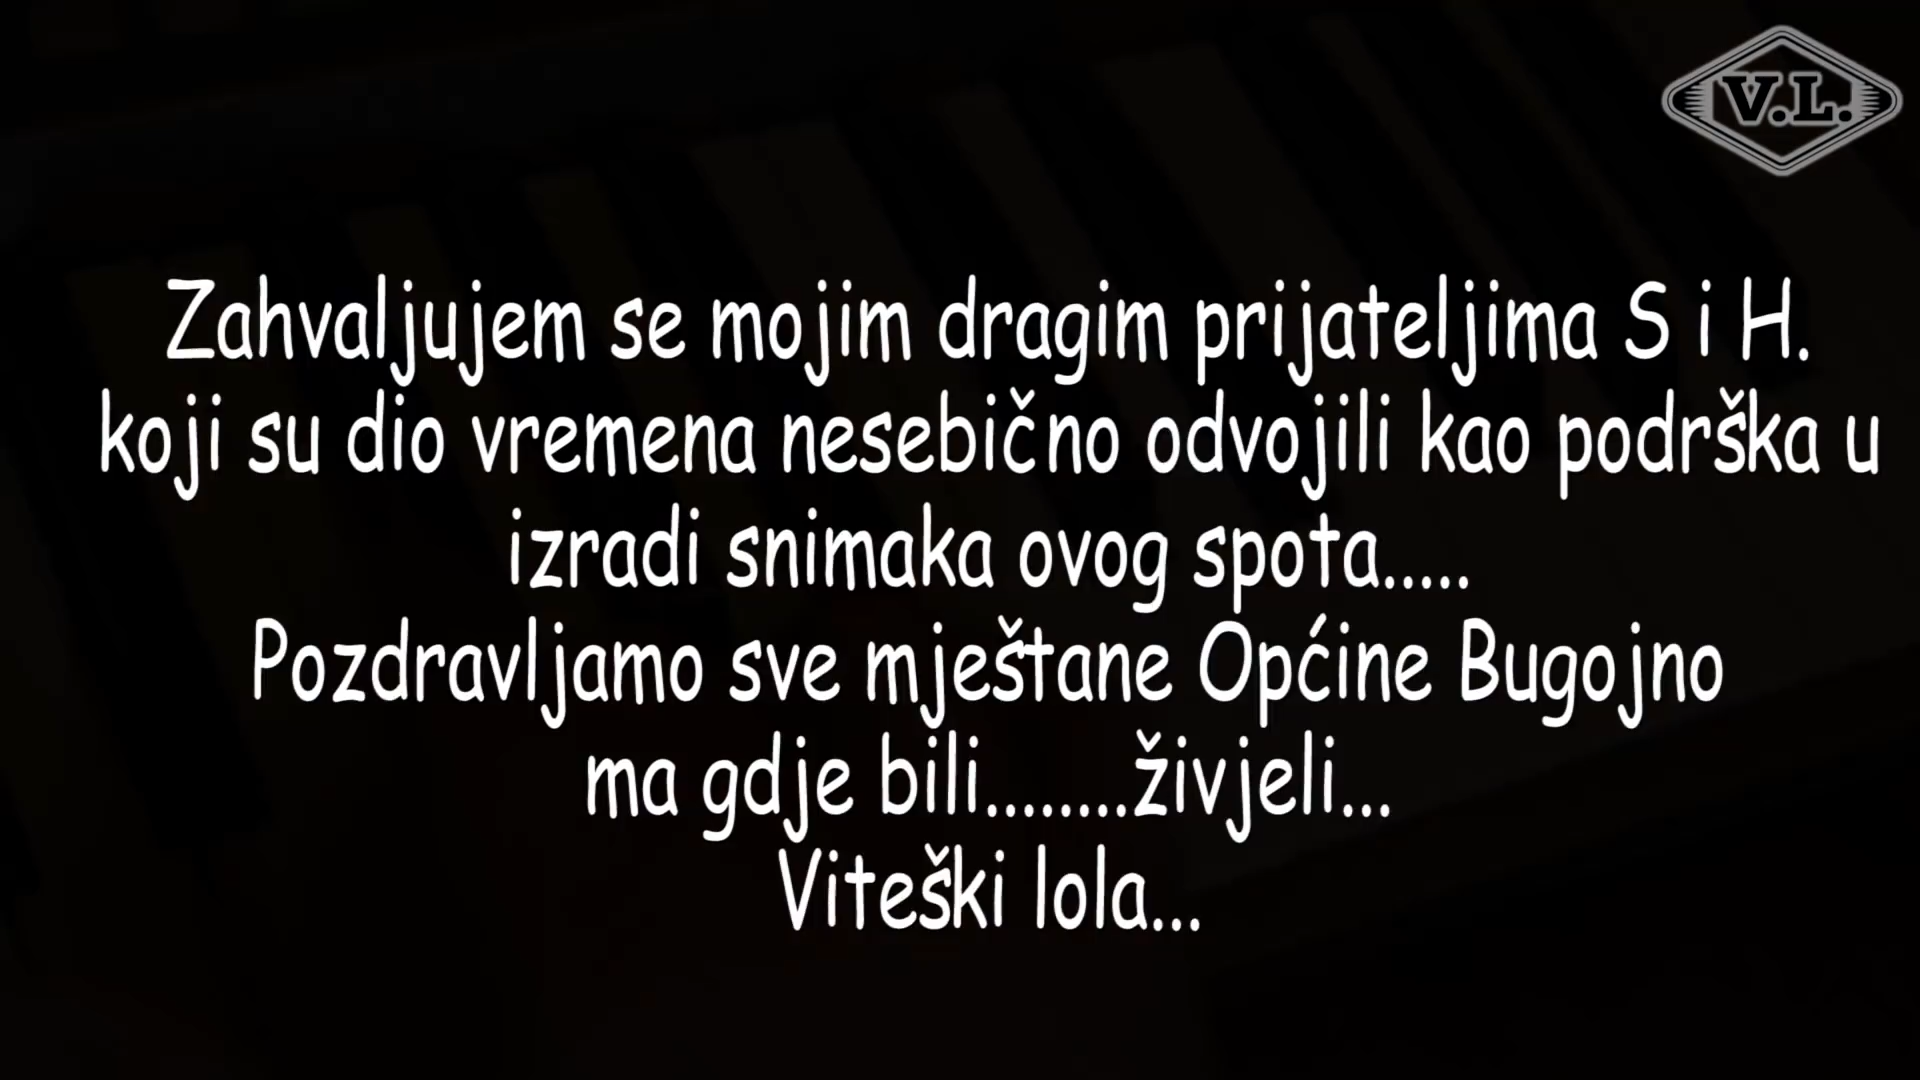 V.L.
Zahvaljujem se mojim dragim prijateljima S i H.
koji su dio vremena nesebično odvojili kao podrška u
izradi snimaka ovog spota.....
Pozdravljamo sve mještane Općine Bugojno
ma gdje bili........živjeli...
Viteški lola...